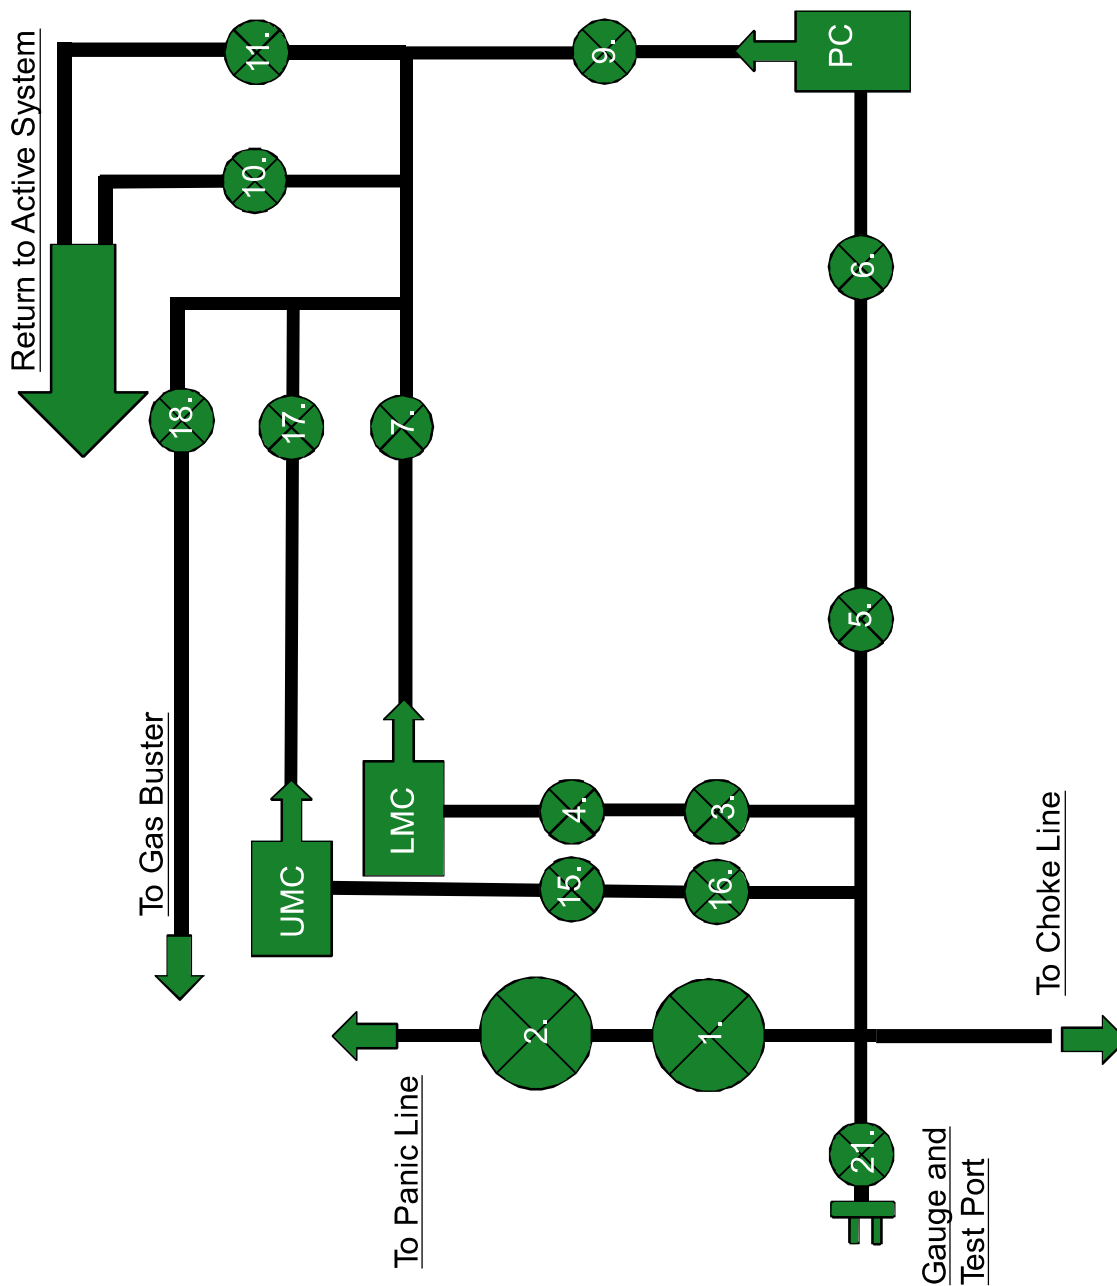 Return to Active System
11.
10.
18.
17.
7.
9.
PC
6.
5.
To Gas Buster
UMC
LMC
4.
3.
15.
16.
2.
1.
To Panic Line
To Choke Line
21.
Gauge and
Test Port